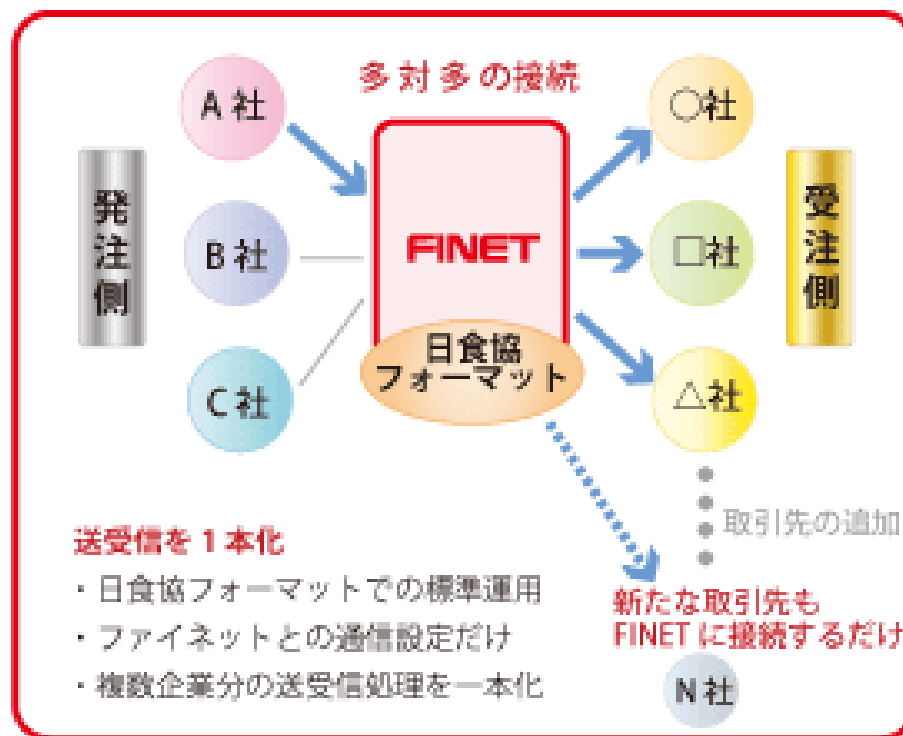 多対多の接続
A社
B社
C社
発注側
FINET
日食協
フォーマット
○社
□社
△社
受注側
取引先の追加
新たな取引先も
FINETに接続するだけ
N社
送受信を1本化
・日食協フォーマットでの標準運用
・ファイネットとの通信設定だけ
・複数企業分の送受信処理を一本化